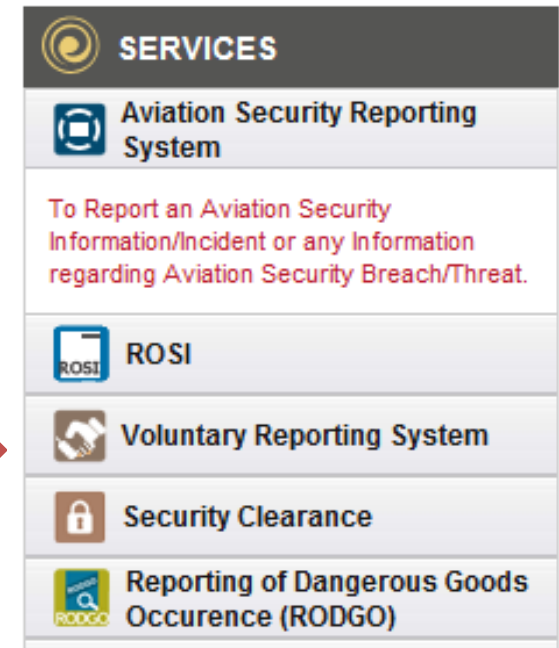 SERVICES
Aviation Security Reporting
System
To Report an Aviation Security
Information/Incident or any Information
regarding Aviation Security Breach/Threat.
ROSI
ROSI
Voluntary Reporting System
Security Clearance
Reporting of Dangerous Goods
RODGO
RODGO
Occurence (RODGO)